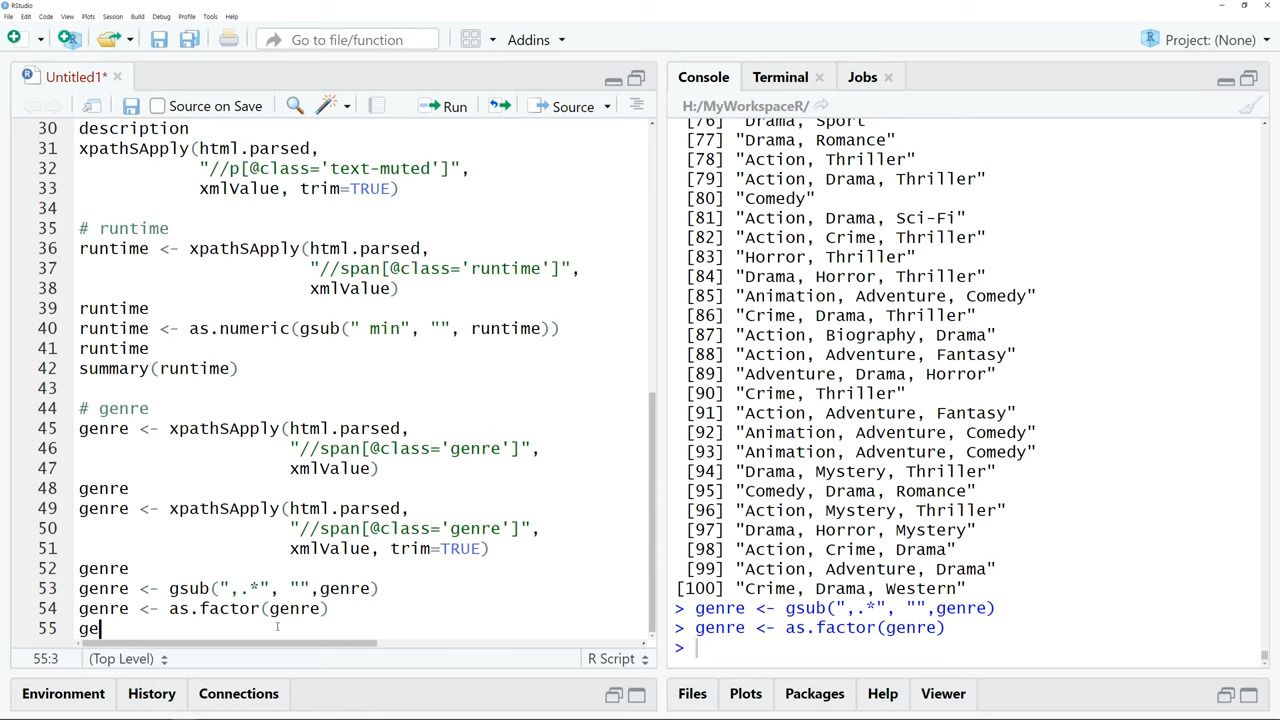 RStudio
File Edit Code View Plots Session Build Debug Profile Tools Help
Go to file/function Addins Project: (None)
Untitled1*
Source on Save Run Source
30 description
31 xpathSApply(html.parsed,
32 "//p[@class='text-muted']",
33 xmlValue, trim=TRUE)
34
35 # runtime
36 runtime <- xpathSApply(html.parsed,
37 "//span[@class='runtime']",
38 xmlValue)
39 runtime
40 runtime <- as.numeric(gsub(" min", "", runtime))
41 runtime
42 summary(runtime)
43
44 # genre
45 genre <- xpathSApply(html.parsed,
46 "//span[@class='genre']",
47 xmlValue)
48 genre
49 genre <- xpathSApply(html.parsed,
50 "//span[@class='genre']",
51 xmlValue, trim=TRUE)
52 genre
53 genre <- gsub(",.*", "",genre)
54 genre <- as.factor(genre)
55 ge
55:3 (Top Level) R Script
Environment History Connections
Console Terminal Jobs
H:/MyWorkspaceR/
[76] "Drama, Sport"
[77] "Drama, Romance"
[78] "Action, Thriller"
[79] "Action, Drama, Thriller"
[80] "Comedy"
[81] "Action, Drama, Sci-Fi"
[82] "Action, Crime, Thriller"
[83] "Horror, Thriller"
[84] "Drama, Horror, Thriller"
[85] "Animation, Adventure, Comedy"
[86] "Crime, Drama, Thriller"
[87] "Action, Biography, Drama"
[88] "Action, Adventure, Fantasy"
[89] "Adventure, Drama, Horror"
[90] "Crime, Thriller"
[91] "Action, Adventure, Fantasy"
[92] "Animation, Adventure, Comedy"
[93] "Animation, Adventure, Comedy"
[94] "Drama, Mystery, Thriller"
[95] "Comedy, Drama, Romance"
[96] "Action, Mystery, Thriller"
[97] "Drama, Horror, Mystery"
[98] "Action, Crime, Drama"
[99] "Action, Adventure, Drama"
[100] "Crime, Drama, Western"
> genre <- gsub(",.*", "",genre)
> genre <- as.factor(genre)
>
Files Plots Packages Help Viewer